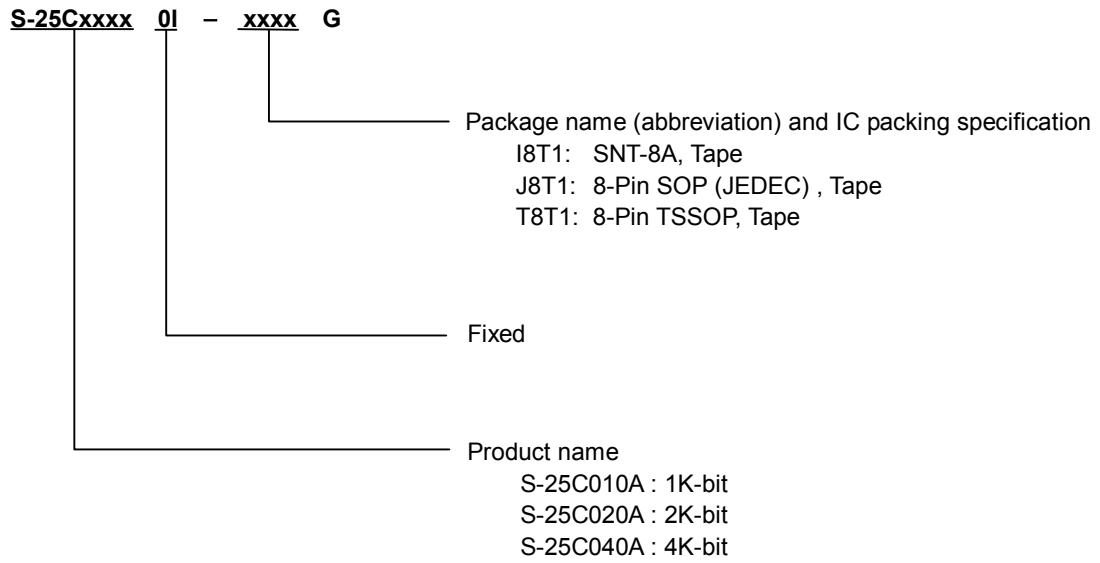 S-25Cxxxx 0I – xxxx G
Package name (abbreviation) and IC packing specification
I8T1: SNT-8A, Tape
J8T1: 8-Pin SOP (JEDEC) , Tape
T8T1: 8-Pin TSSOP, Tape
Fixed
Product name
S-25C010A : 1K-bit
S-25C020A : 2K-bit
S-25C040A : 4K-bit